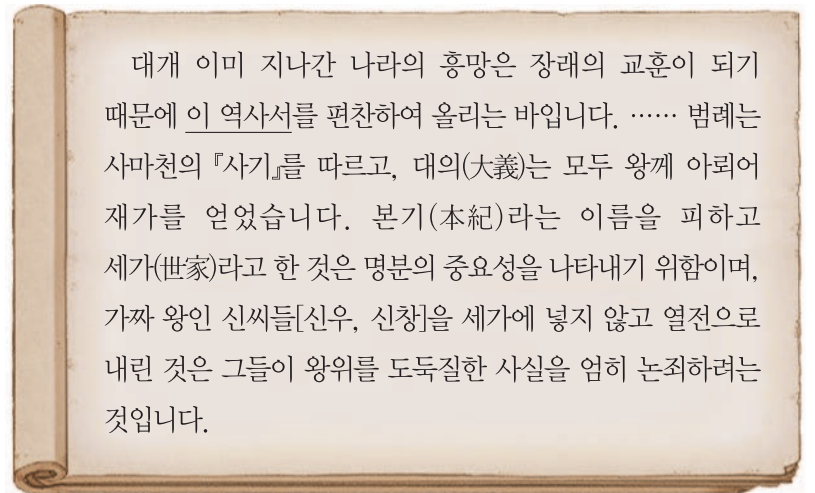 대개 이미 지나간 나라의 흥망은 장래의 교훈이 되기
때문에 이 역사서를 편찬하여 올리는 바입니다. …… 범례는
사마천의 『사기』를 따르고, 대의(大義)는 모두 왕께 아뢰어
재가를 얻었습니다. 본기(本紀)라는 이름을 피하고
세가(世家)라고 한 것은 명분의 중요성을 나타내기 위함이며,
가짜 왕인 신씨들[신우, 신창]을 세가에 넣지 않고 열전으로
내린 것은 그들이 왕위를 도둑질한 사실을 엄히 논죄하려는
것입니다.